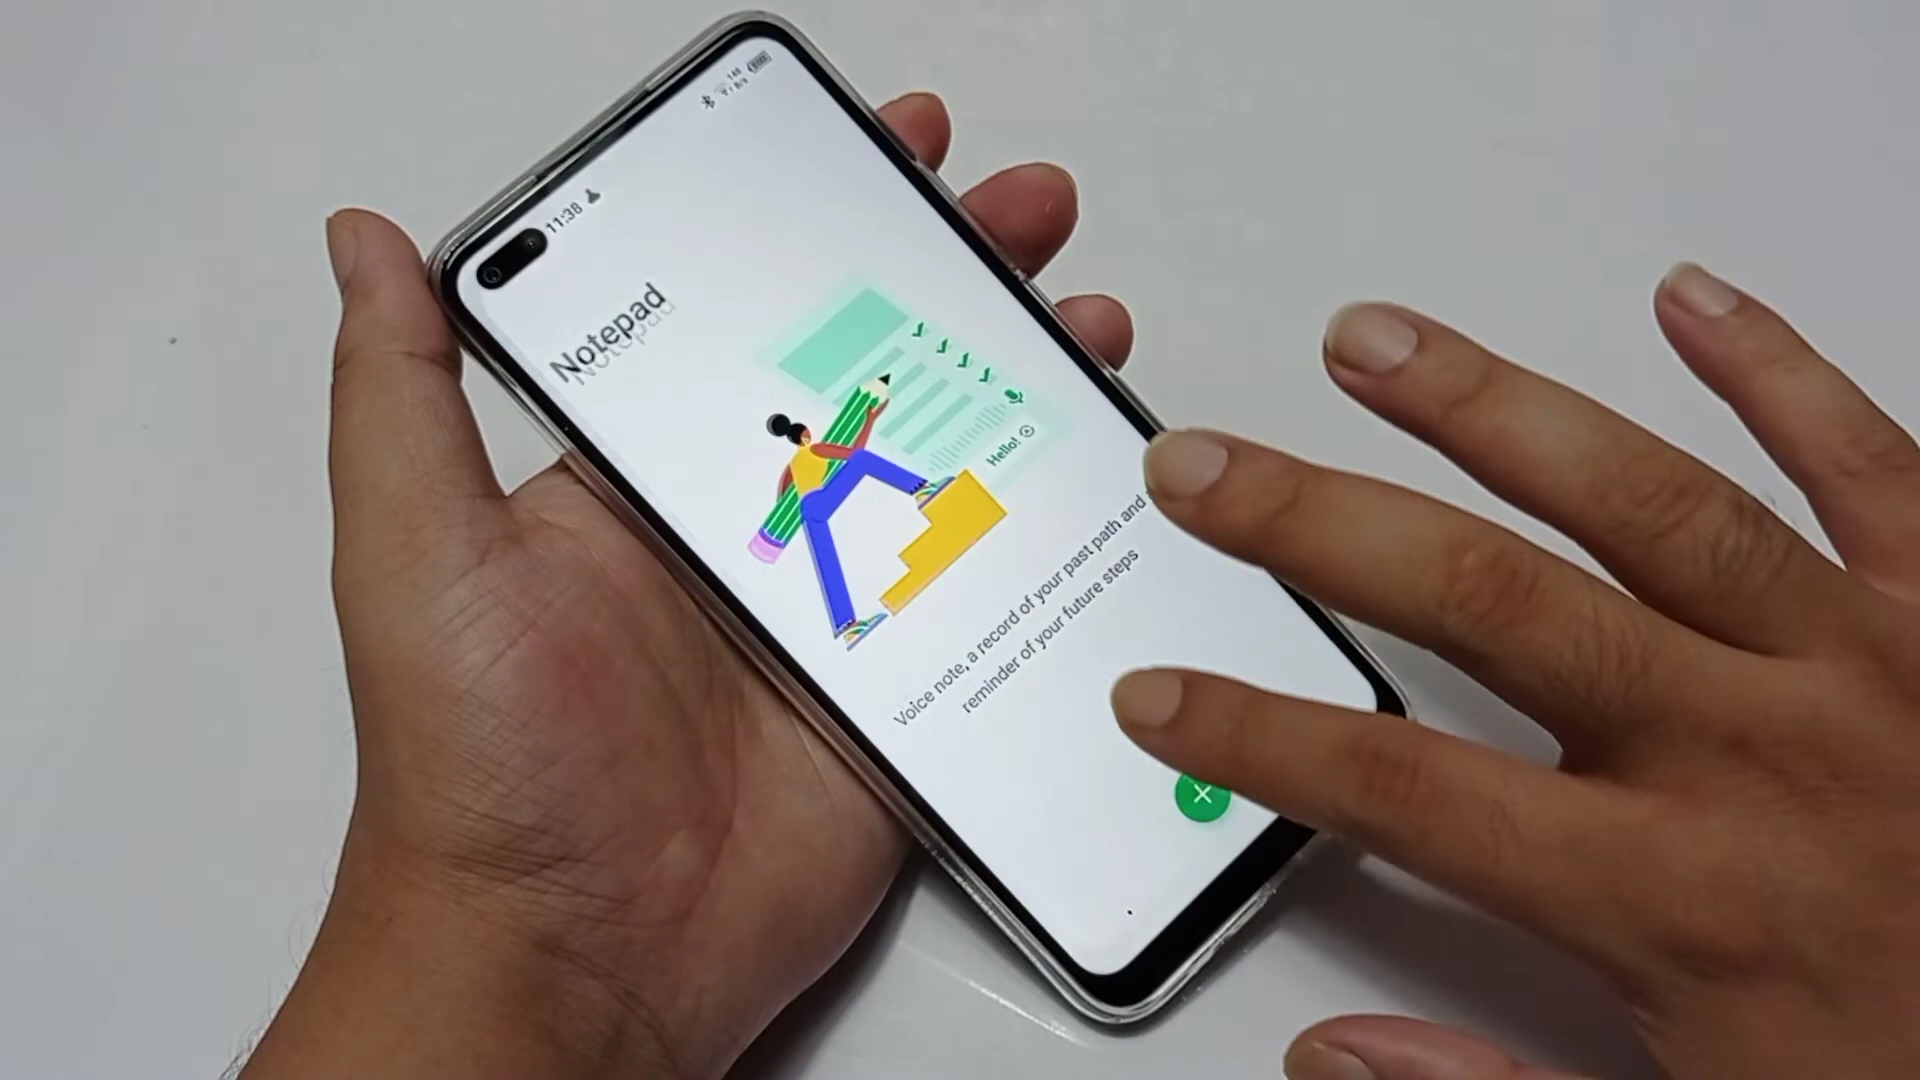 11:38
Notepad
Hello!
Voice note, a record of your past path and
reminder of your future steps